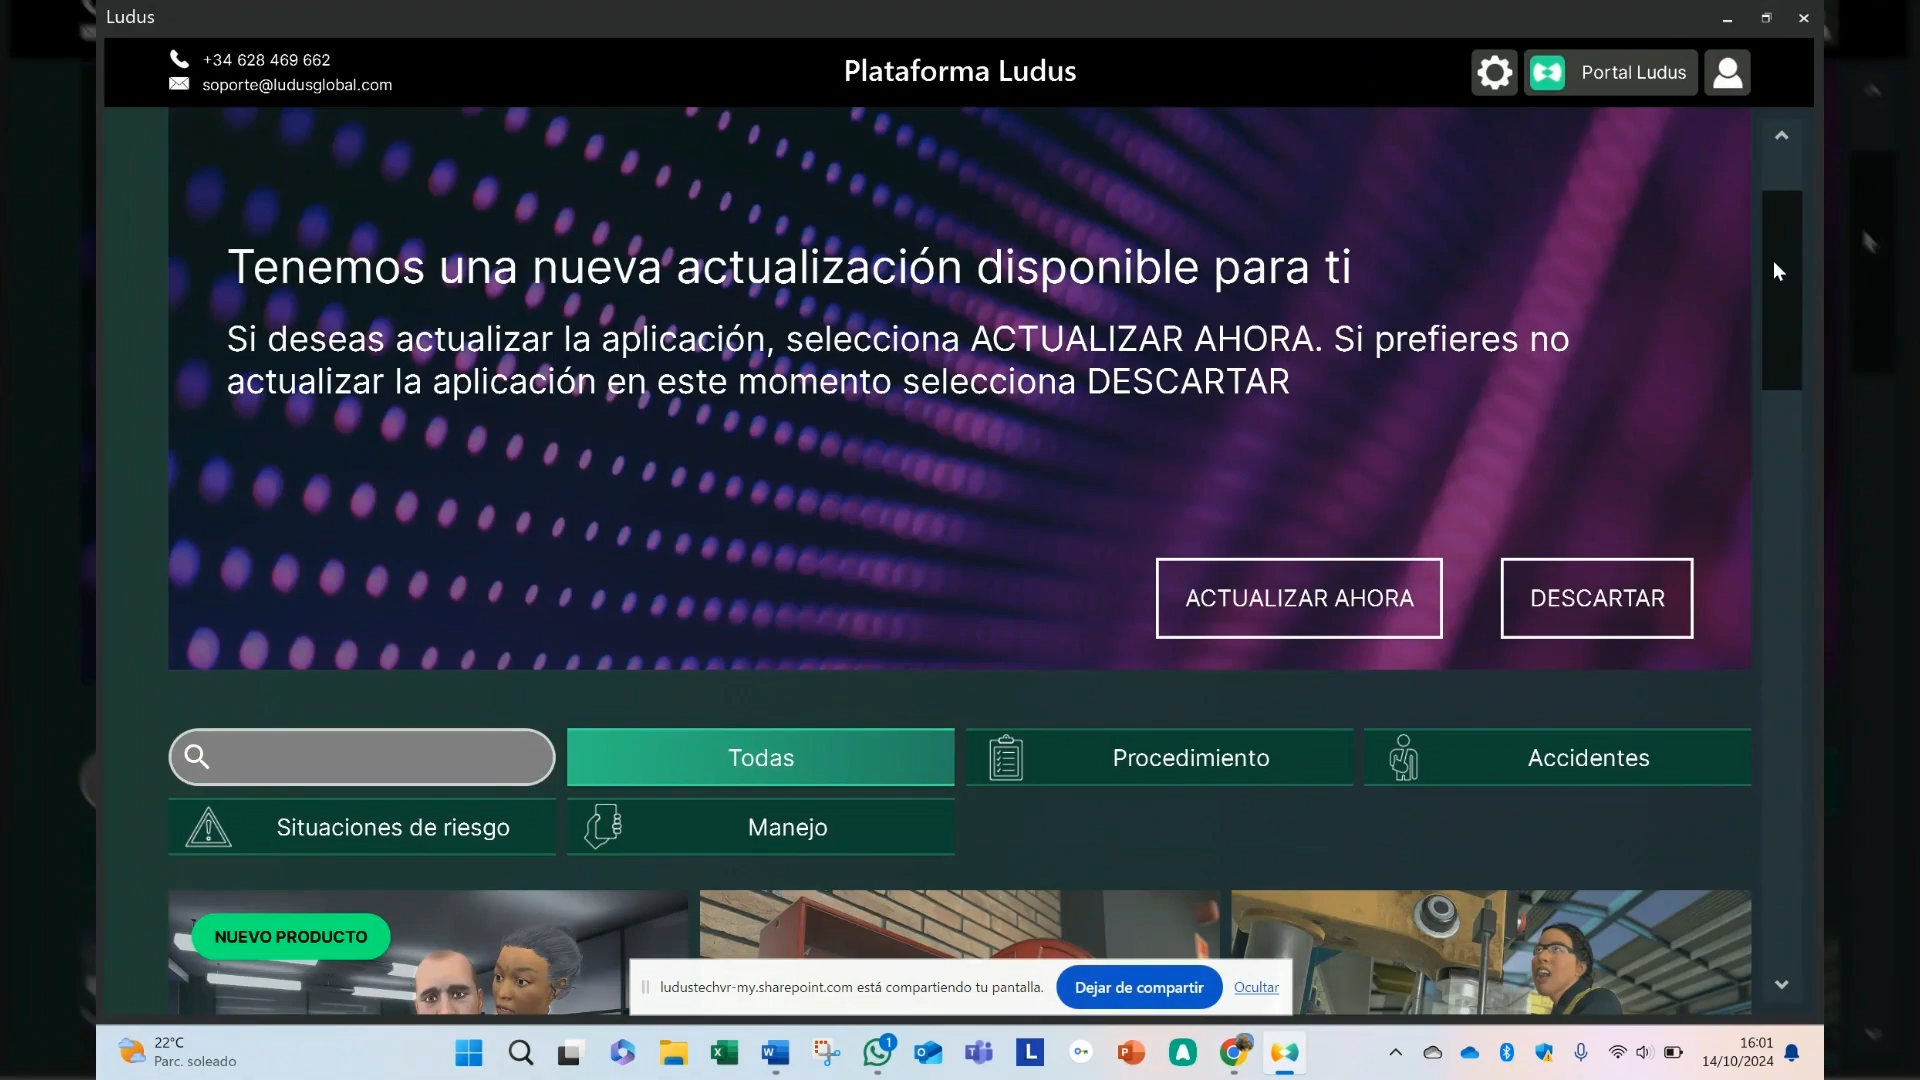 Ludus
+34 628 469 662
soporte@ludusglobal.com
Plataforma Ludus
Portal Ludus
Tenemos una nueva actualización disponible para ti
Si deseas actualizar la aplicación, selecciona ACTUALIZAR AHORA. Si prefieres no
actualizar la aplicación en este momento selecciona DESCARTAR
ACTUALIZAR AHORA
DESCARTAR
Todas
Procedimiento
Accidentes
Situaciones de riesgo
Manejo
NUEVO PRODUCTO
ludustechvr-my.sharepoint.com está compartiendo tu pantalla.
Dejar de compartir
Ocultar
22°C
Parc. soleado
1
16:01
14/10/2024